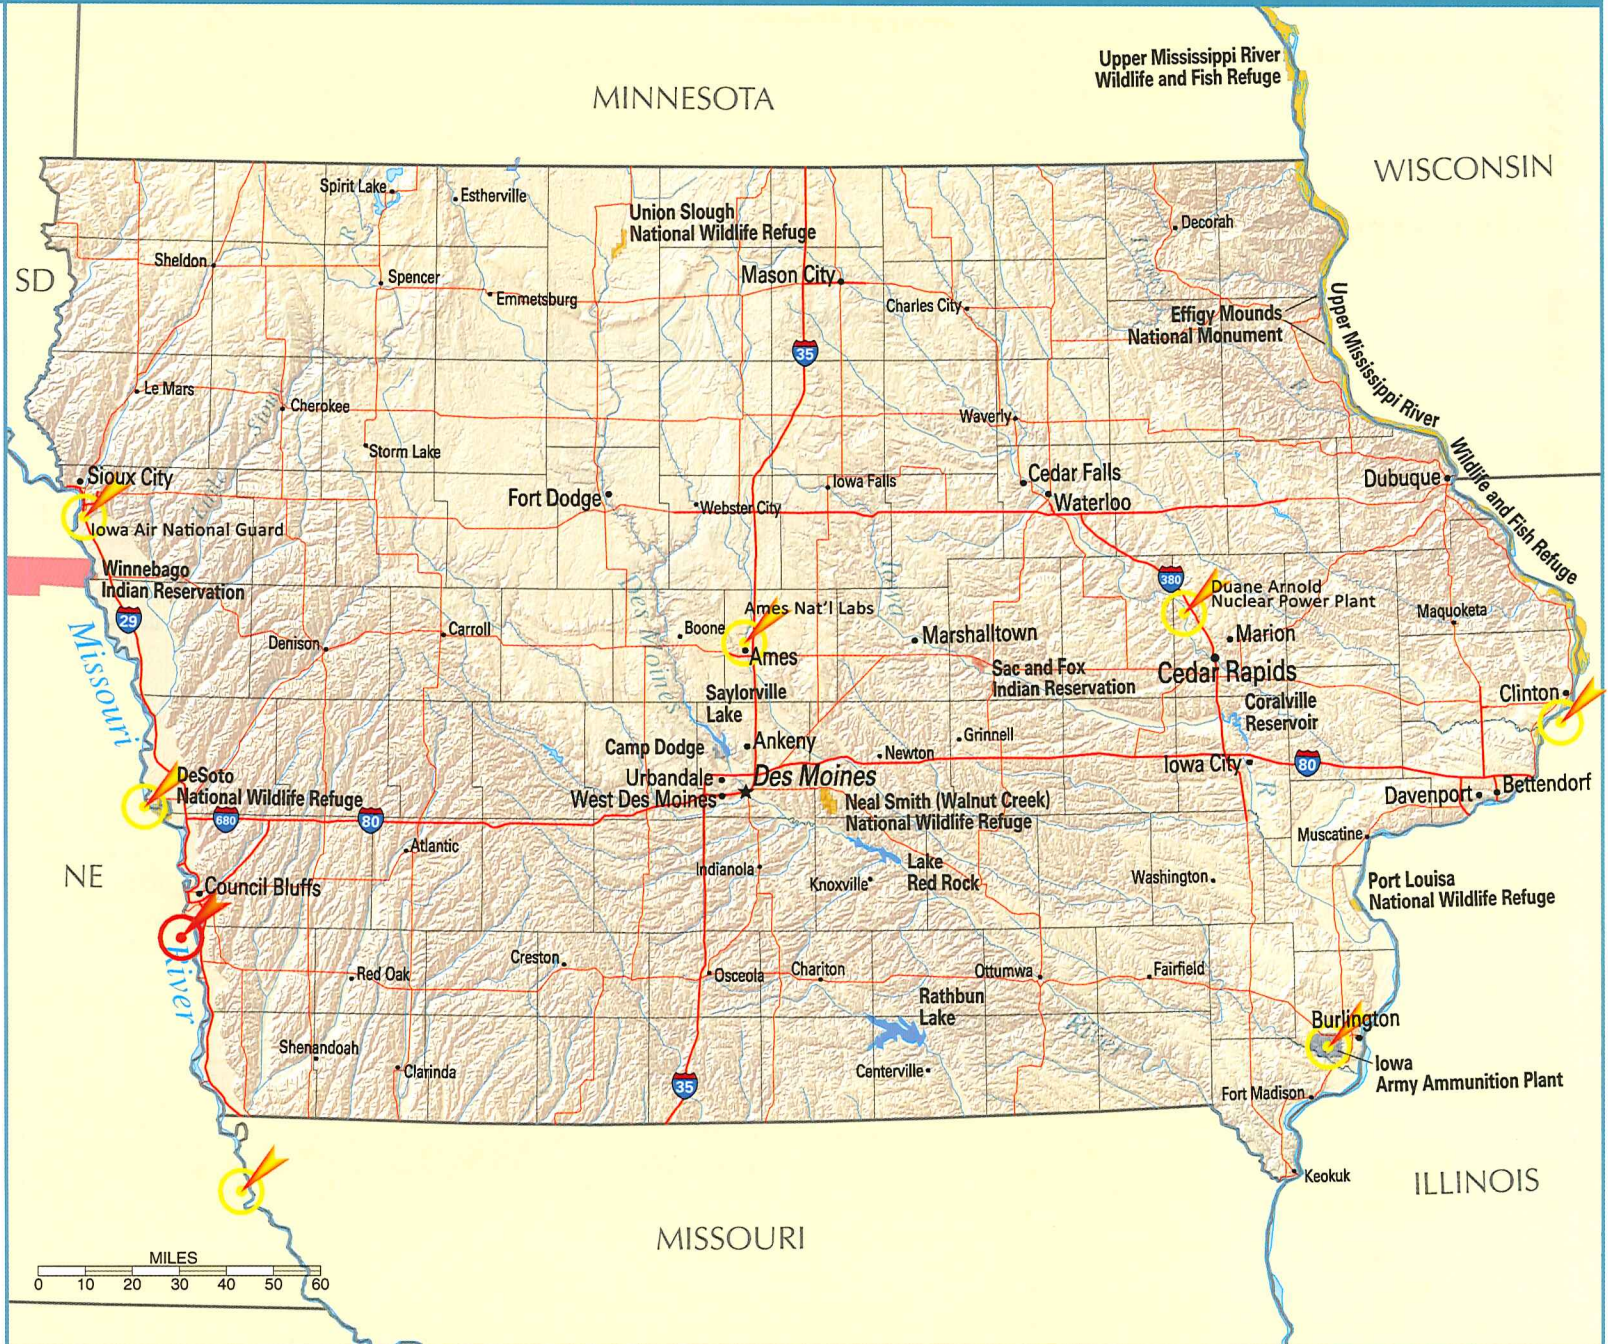 Upper Mississippi River
Wildlife and Fish Refuge
MINNESOTA
WISCONSIN
Spirit Lake
Estherville
Union Slough
National Wildlife Refuge
Decorah
R
SD
Sheldon
Spencer
Mason City
Emmetsburg
Charles City
Effigy Mounds
National Monument
Upper Mississippi River
Wildlife and Fish Refuge
35
Le Mars
Cherokee
Waverly
Storm Lake
Sioux City
Little Sioux
Iowa Falls
Cedar Falls
Dubuque
Fort Dodge
Webster City
Waterloo
Iowa Air National Guard
Winnebago
Indian Reservation
29
Des Moines
Iowa
Ames Nat'l Labs
380
Duane Arnold
Nuclear Power Plant
Maquoketa
Missouri
Denison
Carroll
Boone
Ames
Marshalltown
Marion
Sac and Fox
Indian Reservation
Cedar Rapids
Saylorville
Lake
Coralville
Reservoir
Clinton
Camp Dodge
Ankeny
Grinnell
Newton
Iowa City
80
R
DeSoto
National Wildlife Refuge
Urbandale
Des Moines
West Des Moines
Neal Smith (Walnut Creek)
National Wildlife Refuge
Davenport
Bettendorf
680
80
Muscatine
Atlantic
NE
Indianola
Knoxville
Lake
Red Rock
Washington
Port Louisa
National Wildlife Refuge
Council Bluffs
River
Red Oak
Creston
Osceola
Chariton
Ottumwa
Fairfield
Rathbun
Lake
River
Burlington
Shenandoah
Clarinda
35
Centerville
Iowa
Army Ammunition Plant
Fort Madison
Keokuk
ILLINOIS
MISSOURI
MILES
0 10 20 30 40 50 60